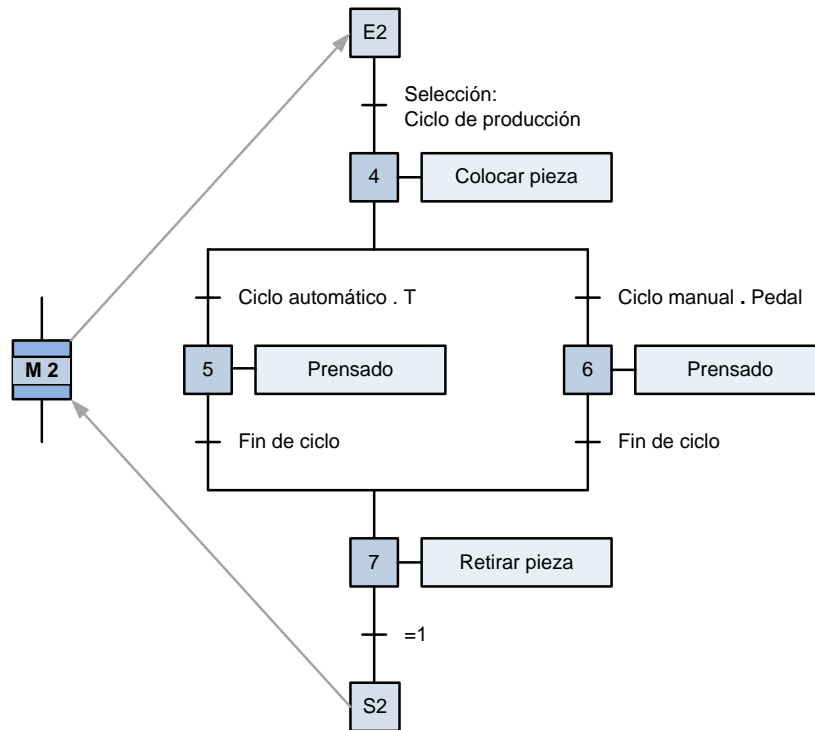 E2
Selección:
Ciclo de producción
4
Colocar pieza
Ciclo automático . T
Ciclo manual . Pedal
M 2
5
Prensado
6
Prensado
Fin de ciclo
Fin de ciclo
7
Retirar pieza
=1
S2